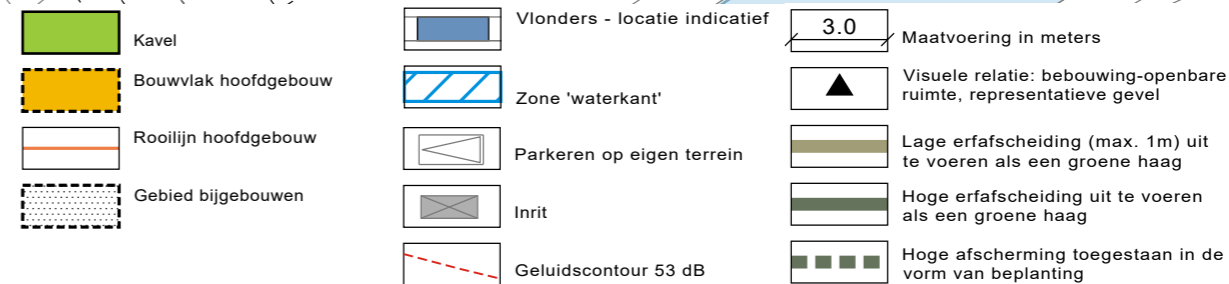 Kavel
Bouwvlak hoofdgebouw
Rooilijn hoofdgebouw
Gebied bijgebouwen
Vlonders - locatie indicatief
Zone 'waterkant'
Parkeren op eigen terrein
Inrit
Geluidscontour 53 dB
3.0
Maatvoering in meters
Visuele relatie: bebouwing-openbare
ruimte, representatieve gevel
Lage erfafscheiding (max. 1m) uit
te voeren als een groene haag
Hoge erfafscheiding uit te voeren
als een groene haag
Hoge afscherming toegestaan in de
vorm van beplanting